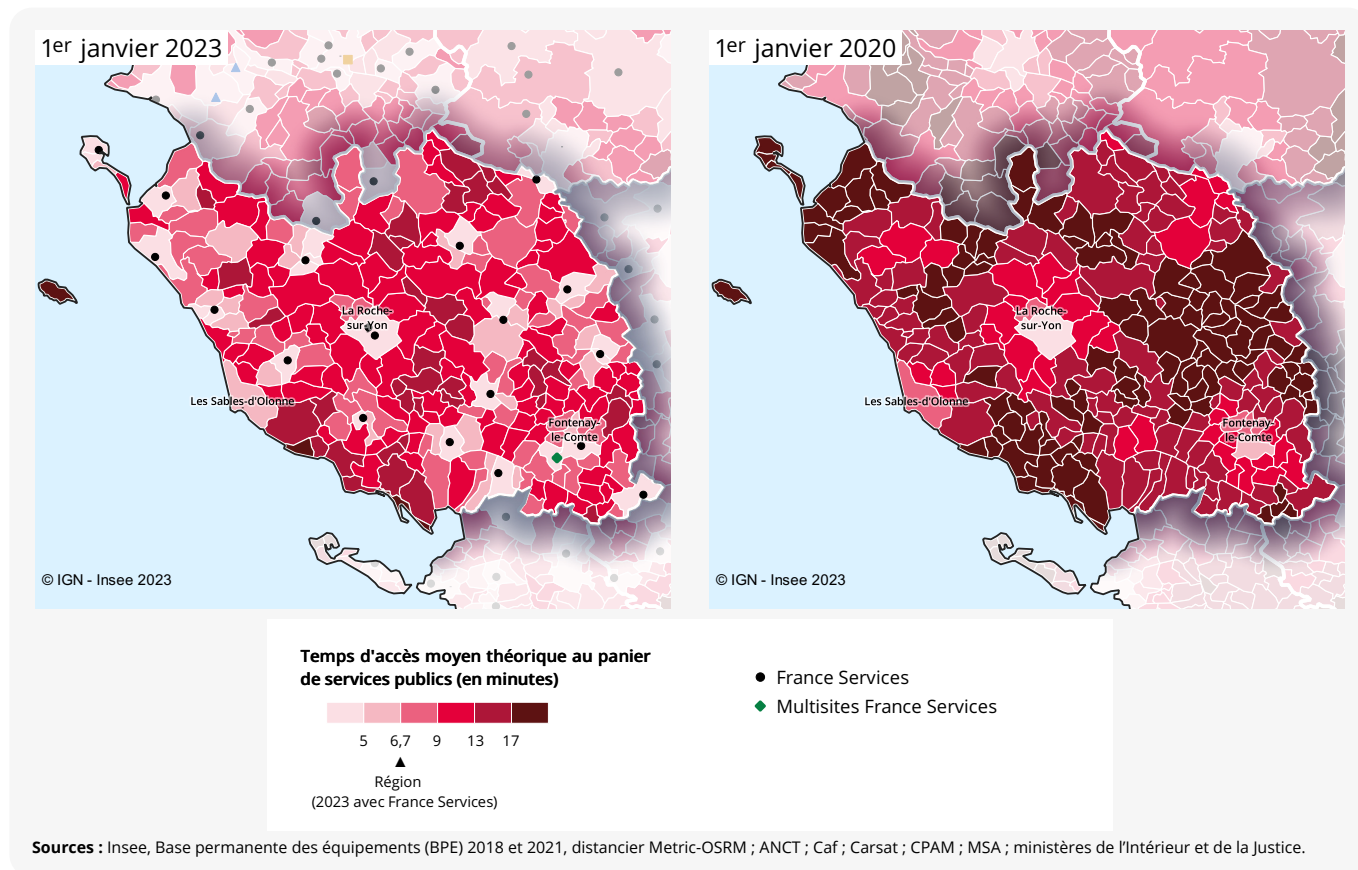 1er janvier 2023
La Roche-
sur-Yon
Les Sables-d'Olonne
Fontenay-
le-Comte
© IGN - Insee 2023
1er janvier 2020
La Roche-
sur-Yon
Les Sables-d'Olonne
Fontenay-
le-Comte
© IGN - Insee 2023
Temps d'accès moyen théorique au panier
de services publics (en minutes)
5 6,7 9 13 17
Région
(2023 avec France Services)
France Services
Multisites France Services
Sources : Insee, Base permanente des équipements (BPE) 2018 et 2021, distancier Metric-OSRM ; ANCT ; Caf ; Carsat ; CPAM ; MSA ; ministères de l'Intérieur et de la Justice.